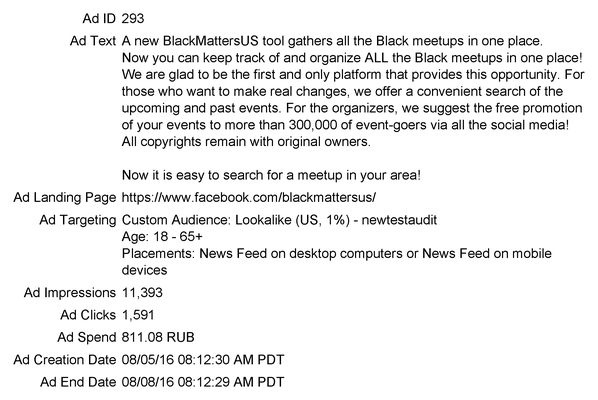 Ad ID 293
Ad Text A new BlackMattersUS tool gathers all the Black meetups in one place.
Now you can keep track of and organize ALL the Black meetups in one place!
We are glad to be the first and only platform that provides this opportunity. For
those who want to make real changes, we offer a convenient search of the
upcoming and past events. For the organizers, we suggest the free promotion
of your events to more than 300,000 of event-goers via all the social media!
All copyrights remain with original owners.
Now it is easy to search for a meetup in your area!
Ad Landing Page https://www.facebook.com/blackmattersus/
Ad Targeting Custom Audience: Lookalike (US, 1%) - newtestaudit
Age: 18 - 65+
Placements: News Feed on desktop computers or News Feed on mobile
devices
Ad Impressions 11,393
Ad Clicks 1,591
Ad Spend 811.08 RUB
Ad Creation Date 08/05/16 08:12:30 AM PDT
Ad End Date 08/08/16 08:12:29 AM PDT